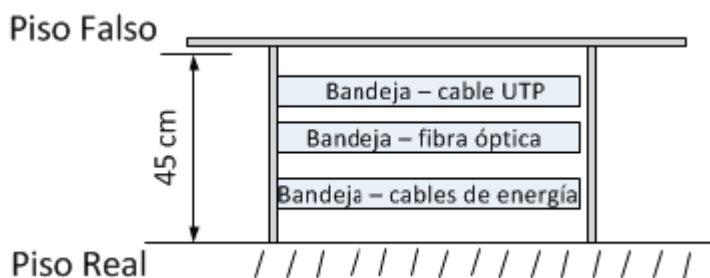 Piso Falso
Bandeja – cable UTP
Bandeja – fibra óptica
45 cm
Bandeja – cables de energía
Piso Real